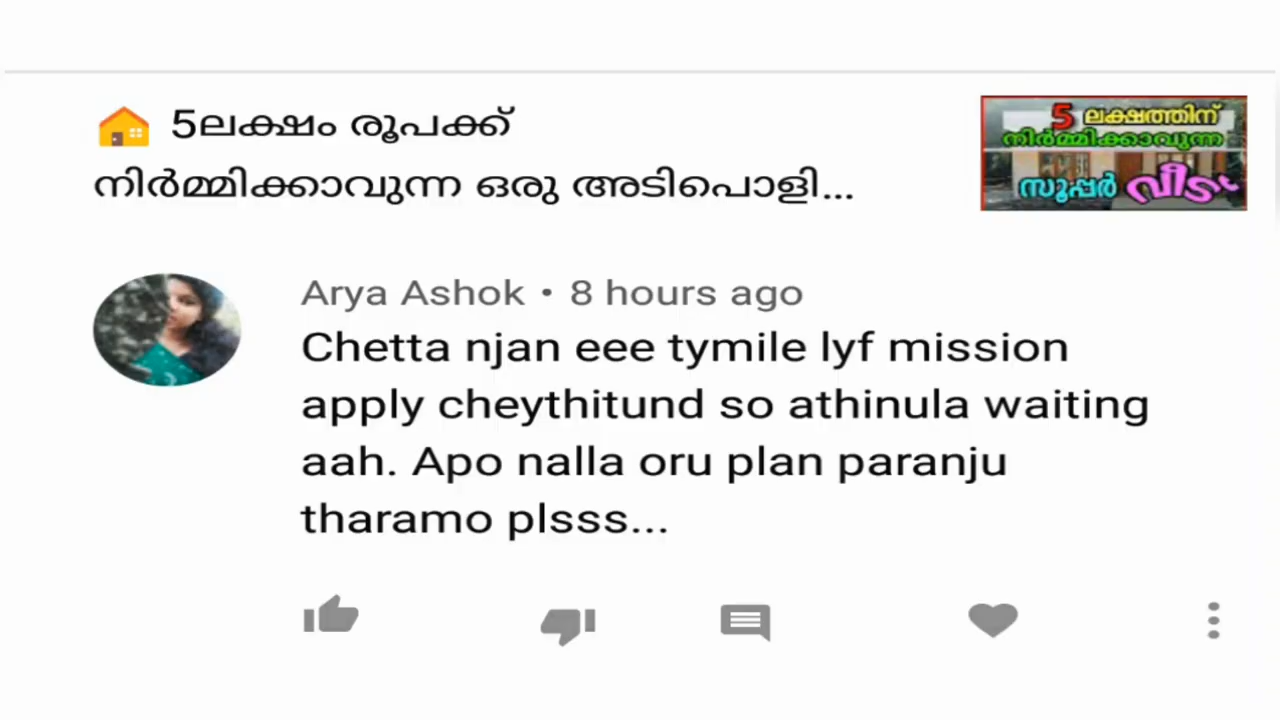 🏠 5ലക്ഷം രൂപക്ക്
നിർമ്മിക്കാവുന്ന ഒരു അടിപൊളി...
5 ലക്ഷത്തിന്
നിർമ്മിക്കാവുന്ന
സൂപ്പർ വീട്
Arya Ashok • 8 hours ago
Chetta njan eee tymile lyf mission
apply cheythitund so athinula waiting
aah. Apo nalla oru plan paranju
tharamo plsss...